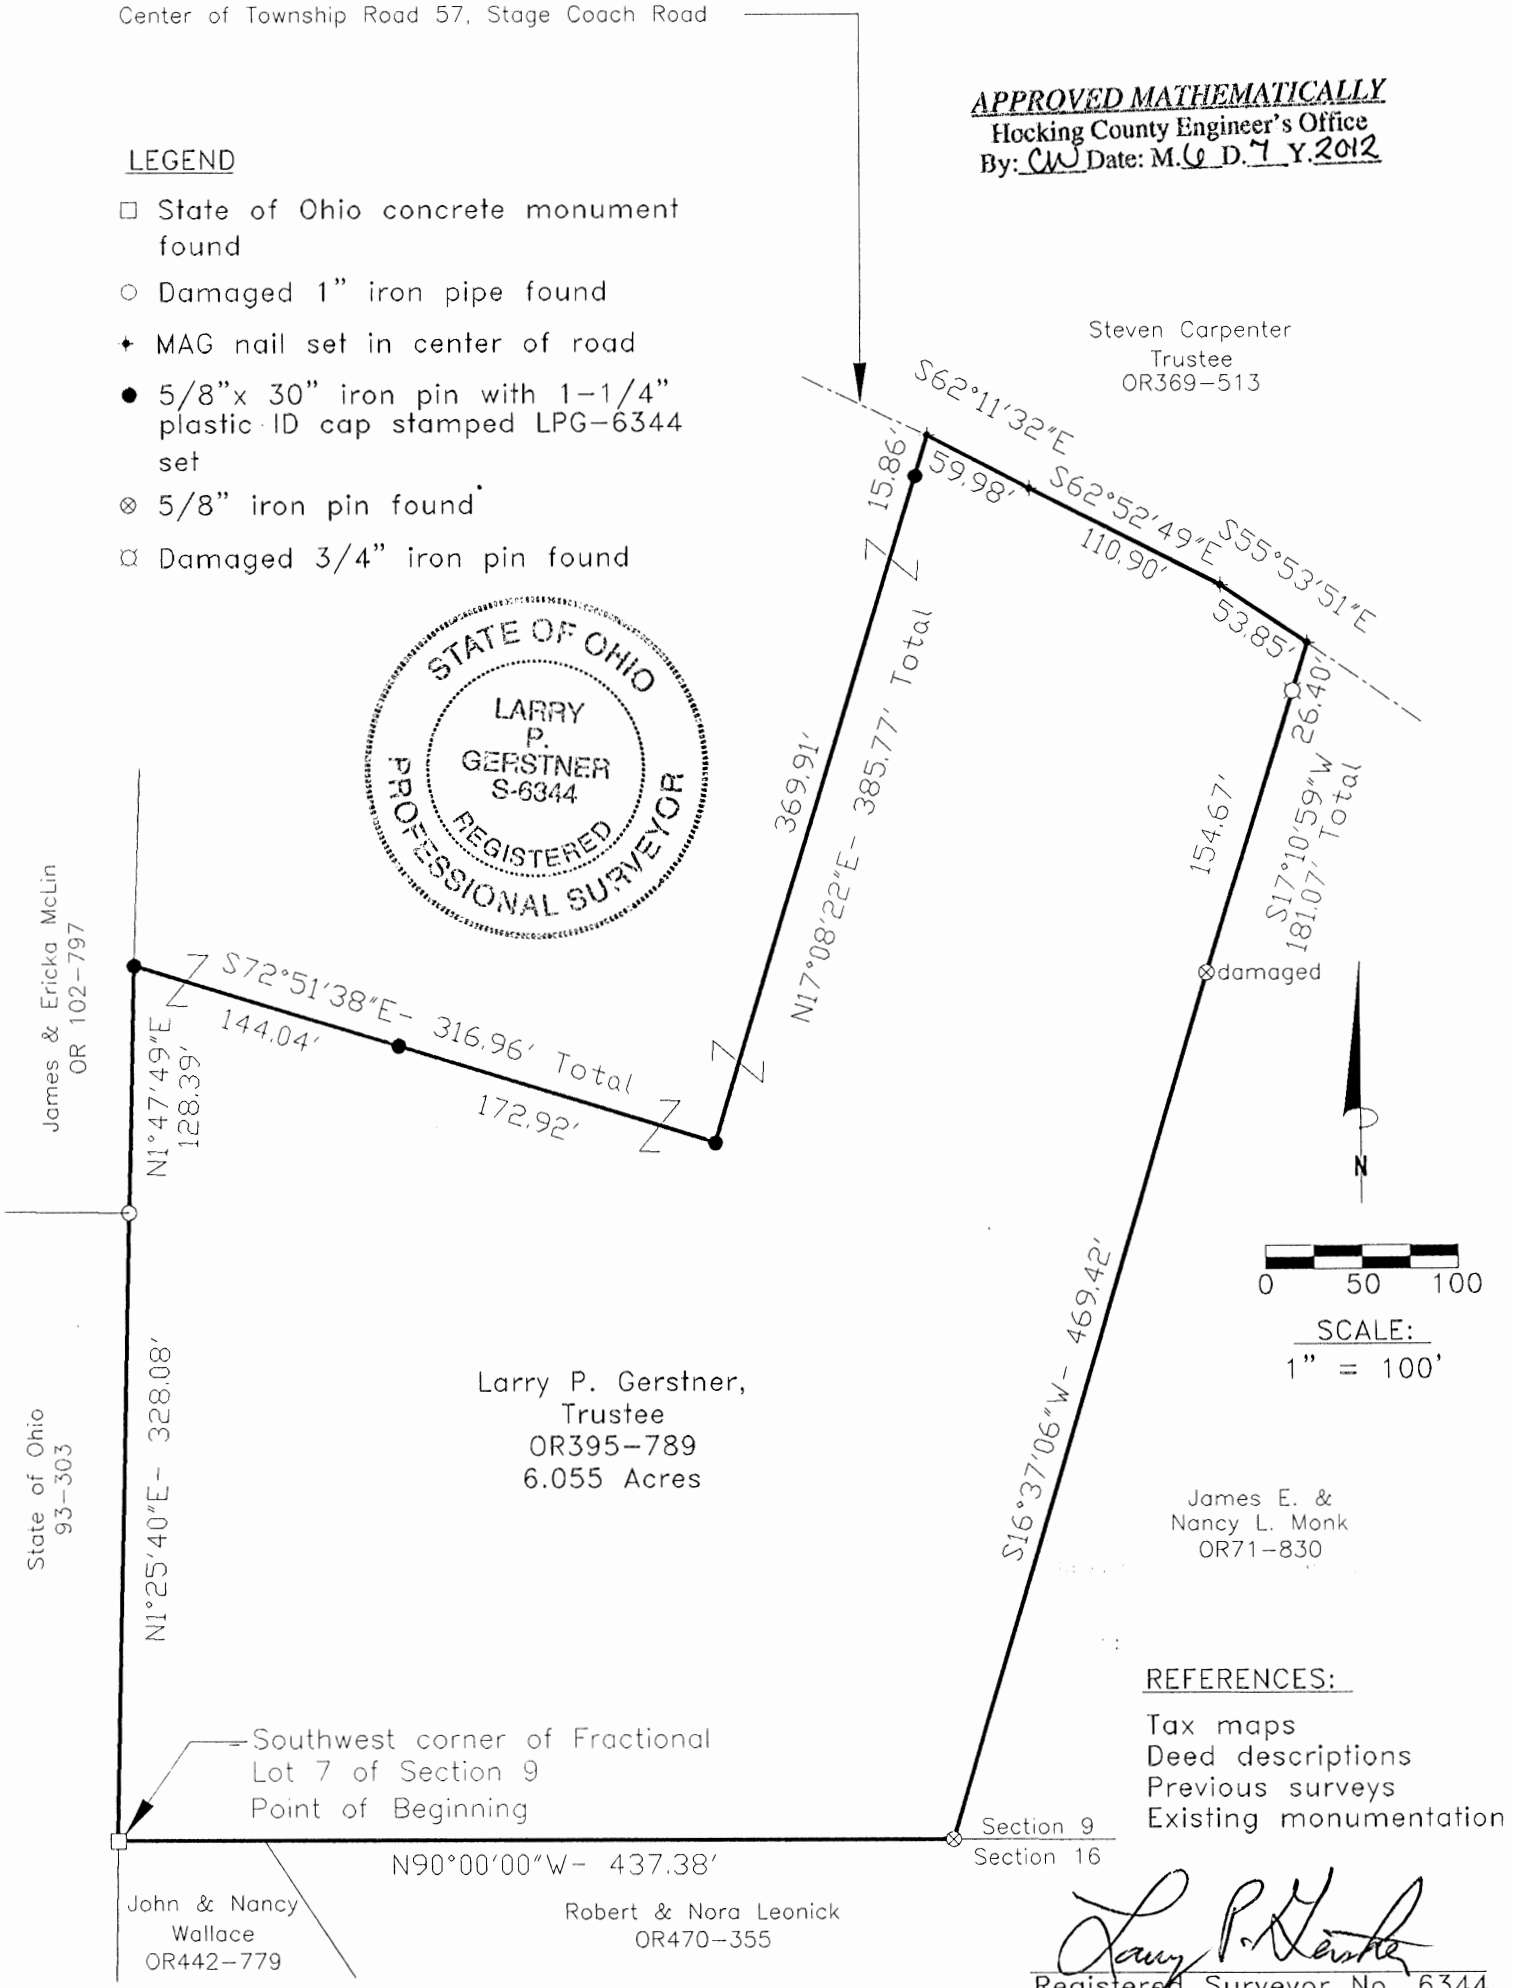 Center of Township Road 57, Stage Coach Road
APPROVED MATHEMATICALLY
Hocking County Engineer's Office
By: CW Date: M.6 D.7 Y.2012
LEGEND
State of Ohio concrete monument
found
Damaged 1” iron pipe found
MAG nail set in center of road
5/8”x 30” iron pin with 1-1/4”
plastic ID cap stamped LPG-6344
set
5/8” iron pin found
Damaged 3/4” iron pin found
Steven Carpenter
Trustee
OR369-513
S62°11'32"E
59.98'
S62°52'49"E
110.90'
S55°53'51"E
53.85'
15.86'
369.91'
N17°08'22"E- 385.77' Total
26.40'
154.67'
S17°10'59"W
181.07' Total
damaged
STATE OF OHIO
LARRY
P.
GERSTNER
S-6344
REGISTERED
PROFESSIONAL SURVEYOR
James & Ericka McLin
OR 102-797
S72°51'38"E- 316.96' Total
144.04'
172.92'
N1°47'49"E
128.39'
N
0 50 100
SCALE:
1” = 100'
S16°37'06"W- 469.42'
N1°25'40"E- 328.08'
State of Ohio
93-303
Larry P. Gerstner,
Trustee
OR395-789
6.055 Acres
James E. &
Nancy L. Monk
OR71-830
REFERENCES:
Tax maps
Deed descriptions
Previous surveys
Existing monumentation
Southwest corner of Fractional
Lot 7 of Section 9
Point of Beginning
Section 9
Section 16
N90°00'00"W- 437.38'
John & Nancy
Wallace
OR442-779
Robert & Nora Leonick
OR470-355
Larry P. Gerstner
Registered Surveyor No. 6344